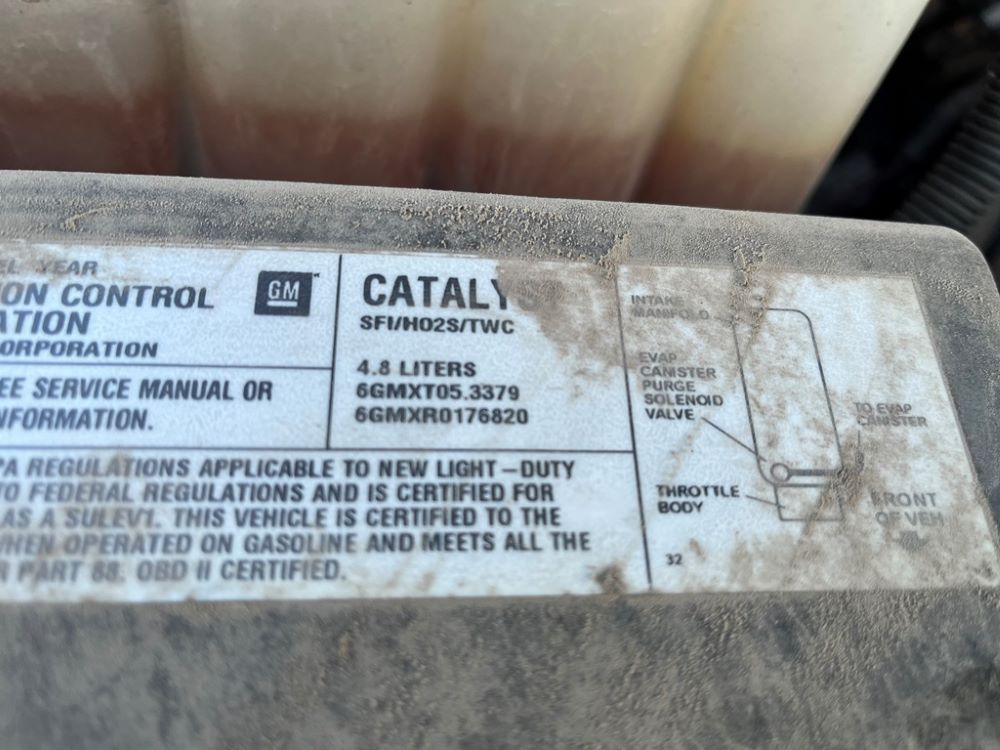 EL YEAR
ION CONTROL
ATION
ORPORATION
GM
EE SERVICE MANUAL OR
NFORMATION.
CATALYST
SFI/HO2S/TWC
4.8 LITERS
6GMXT05.3379
6GMXR0176820
PA REGULATIONS APPLICABLE TO NEW LIGHT-DUTY
TO FEDERAL REGULATIONS AND IS CERTIFIED FOR
AS A SULEV1. THIS VEHICLE IS CERTIFIED TO THE
WHEN OPERATED ON GASOLINE AND MEETS ALL THE
R PART 88. OBD II CERTIFIED.
INTAKE
MANIFOLD
EVAP
CANISTER
PURGE
SOLENOID
VALVE
TO EVAP
CANISTER
THROTTLE
BODY
FRONT
OF VEH
32